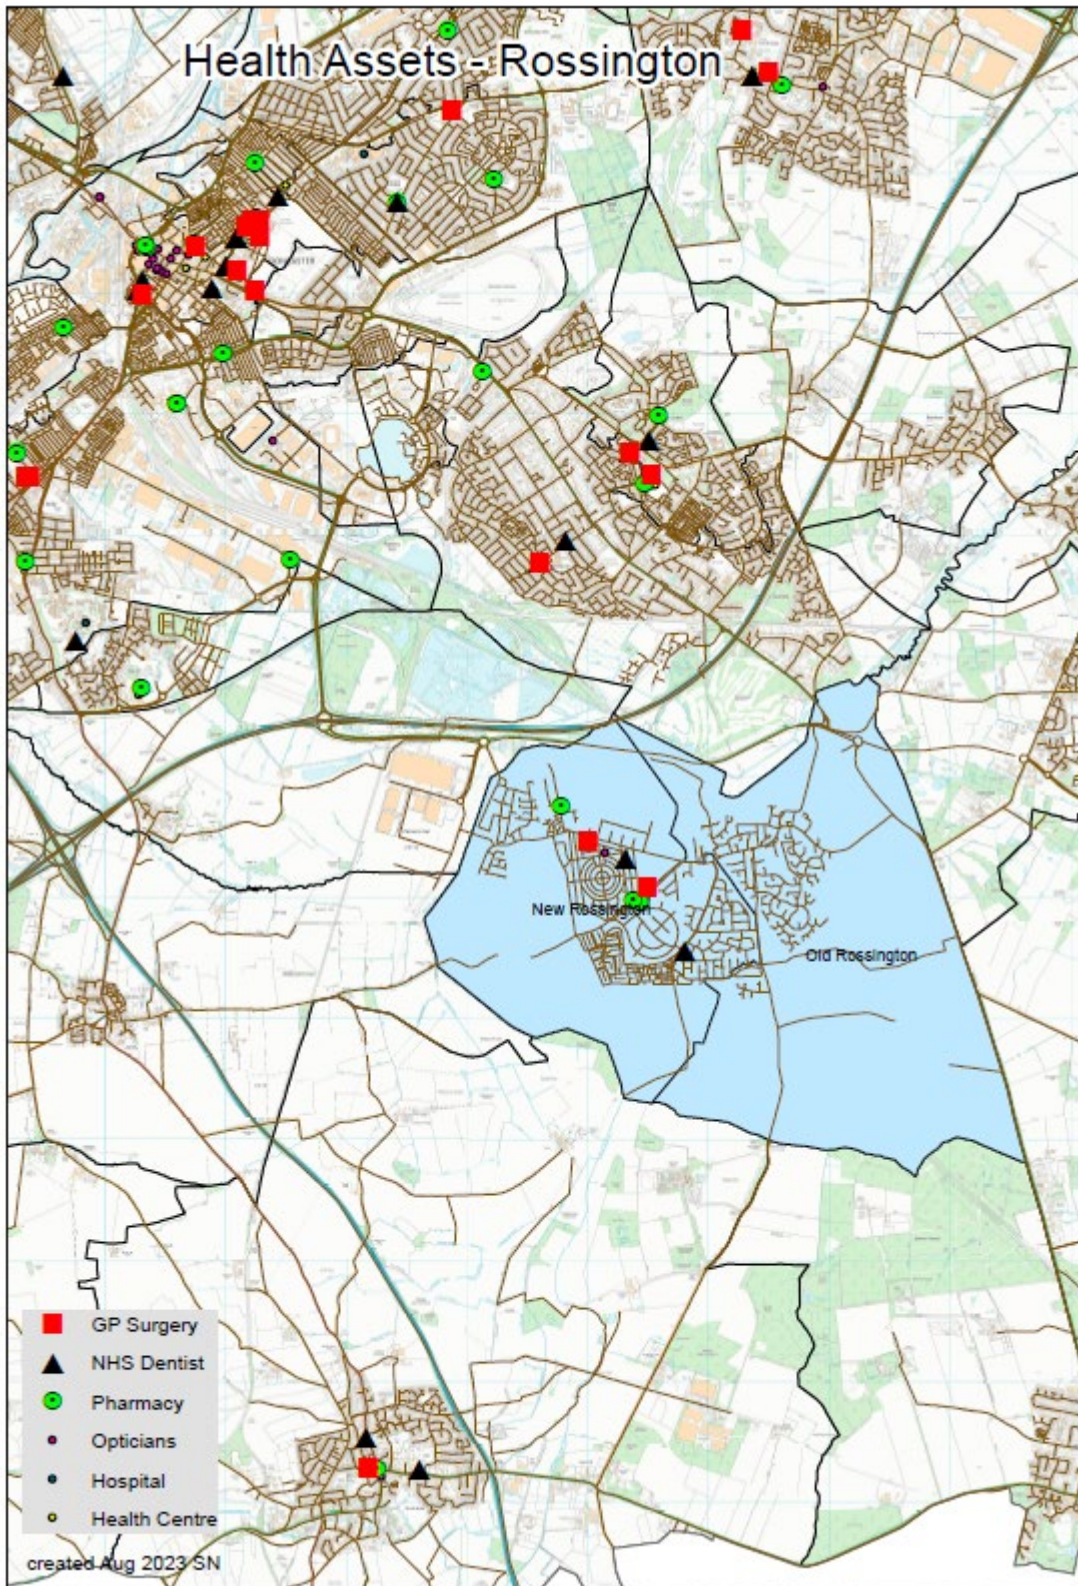 Health Assets - Rossington
New Rossington
Old Rossington
GP Surgery
NHS Dentist
Pharmacy
Opticians
Hospital
Health Centre
created Aug 2023 SN